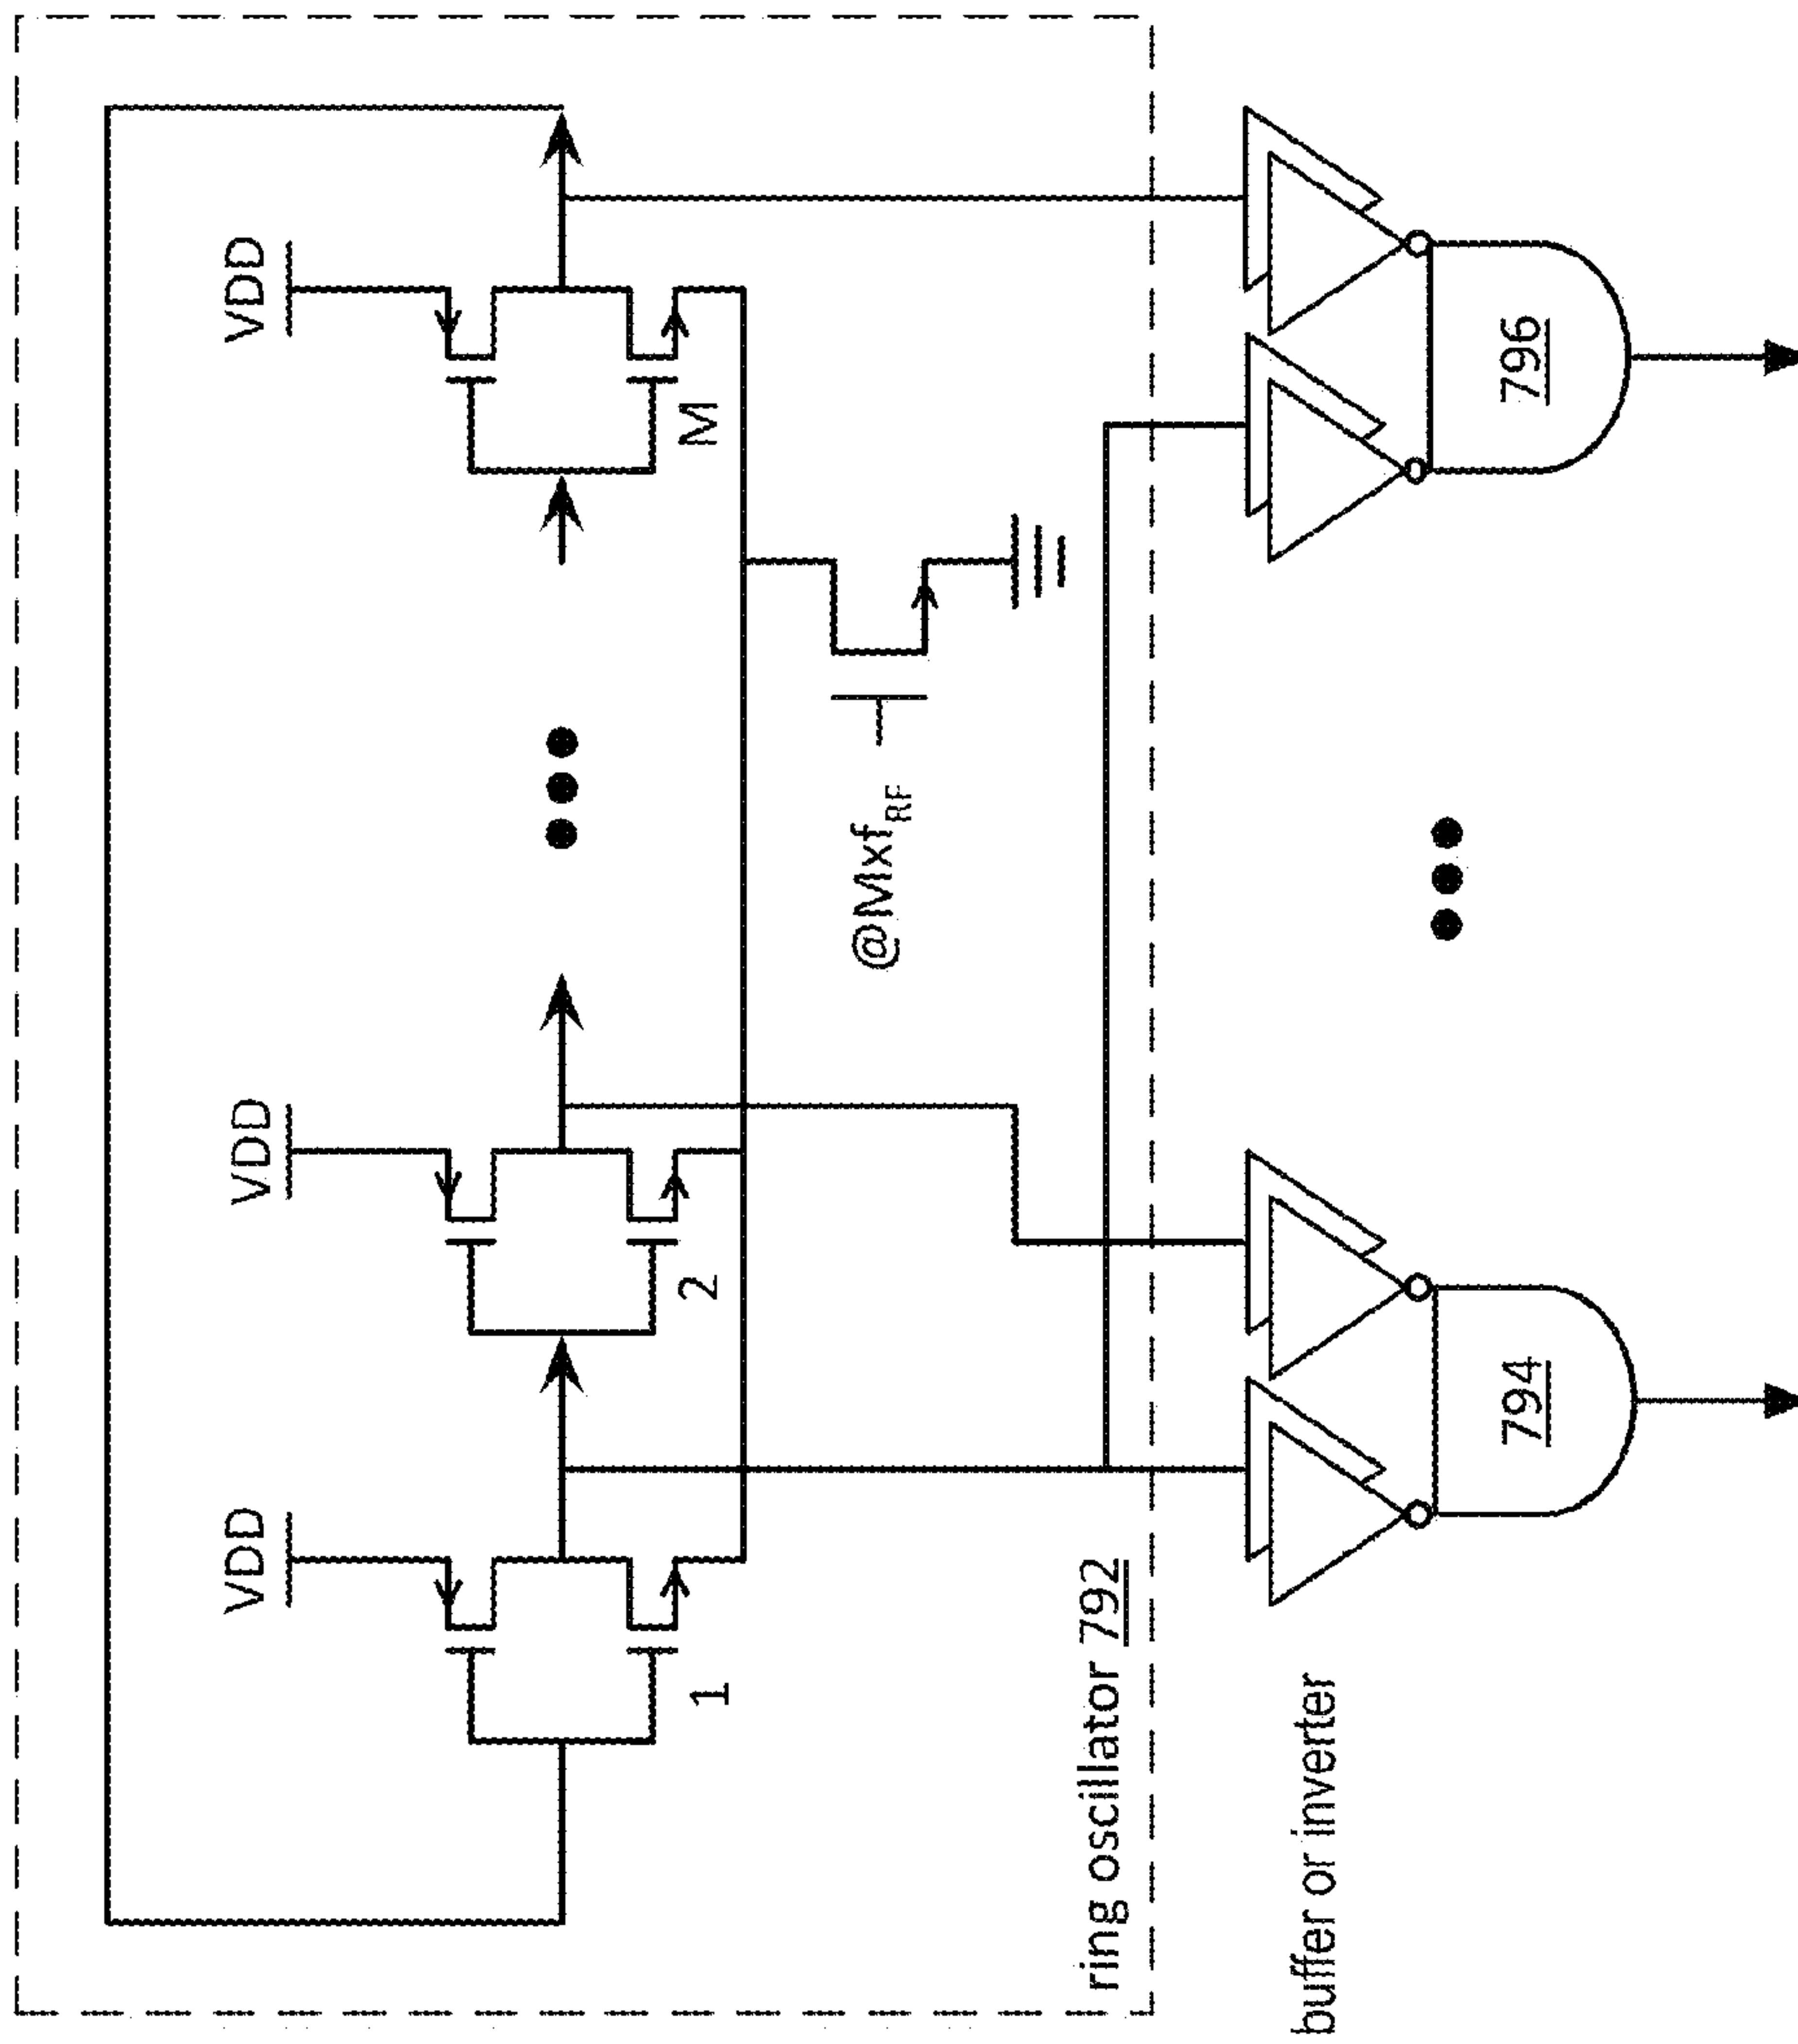 VDD
VDD
VDD
1
2
M
@Mxf_RF
ring oscillator 792
buffer or inverter
794
796